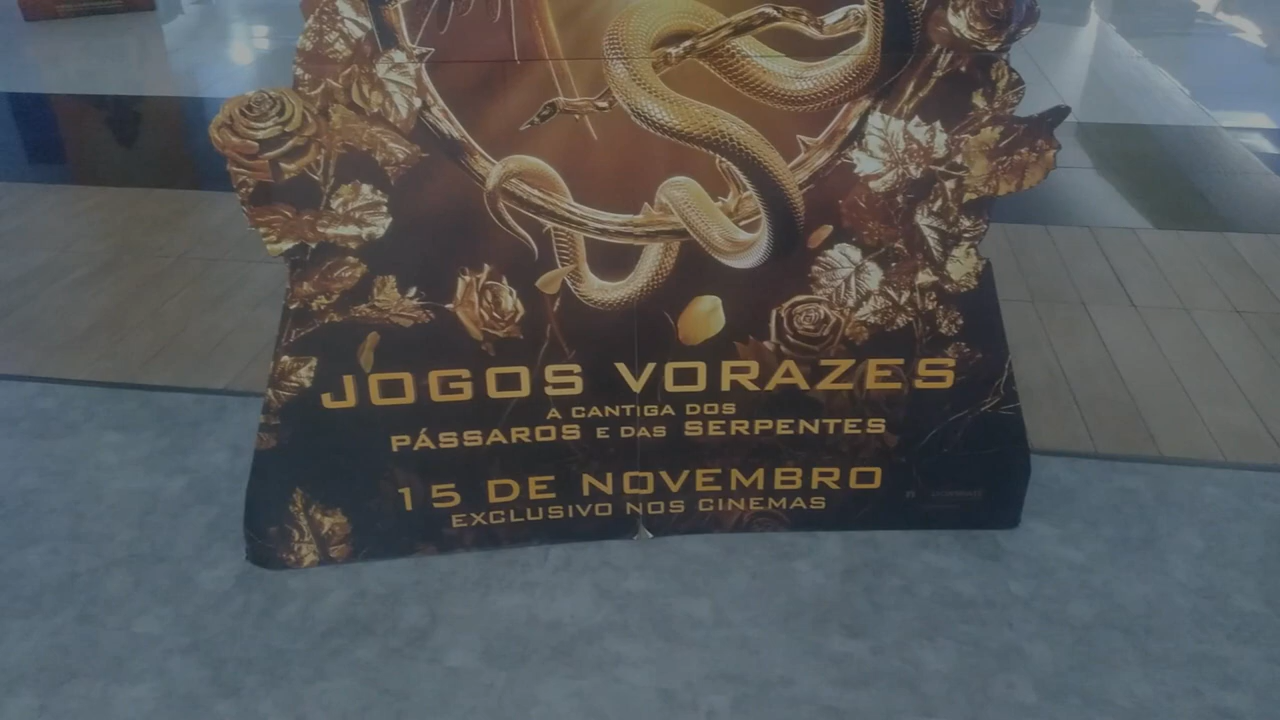 JOGOS VORAZES
A CANTIGA DOS
PÁSSAROS E DAS SERPENTES
15 DE NOVEMBRO
EXCLUSIVO NOS CINEMAS